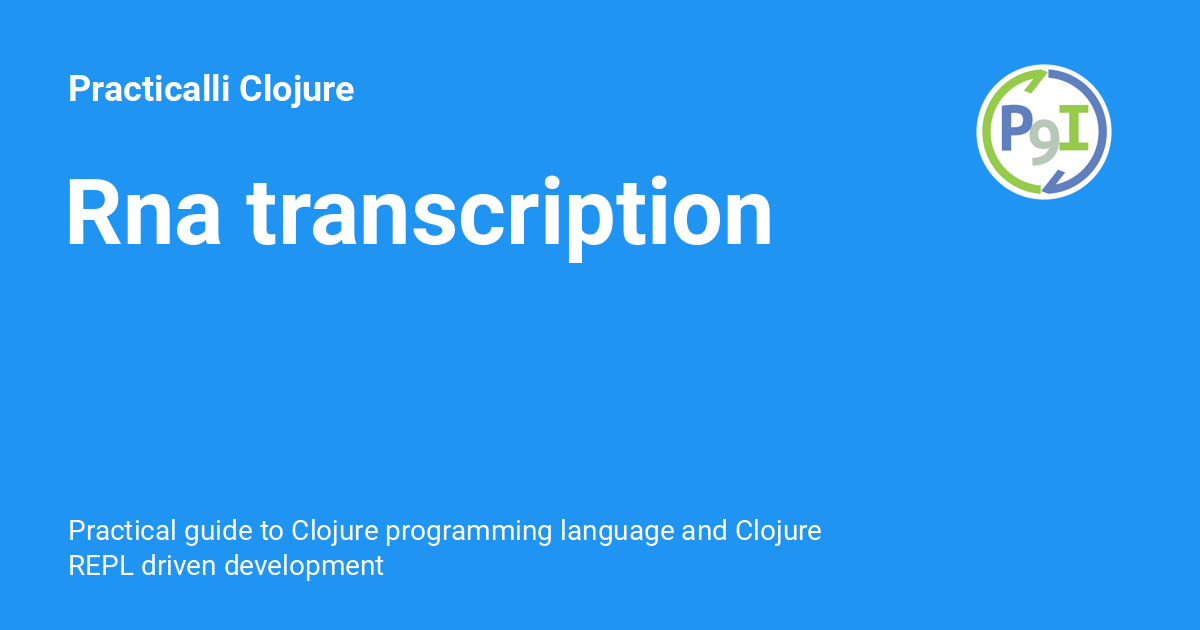 Practicalli Clojure
P9I
Rna transcription
Practical guide to Clojure programming language and Clojure
REPL driven development